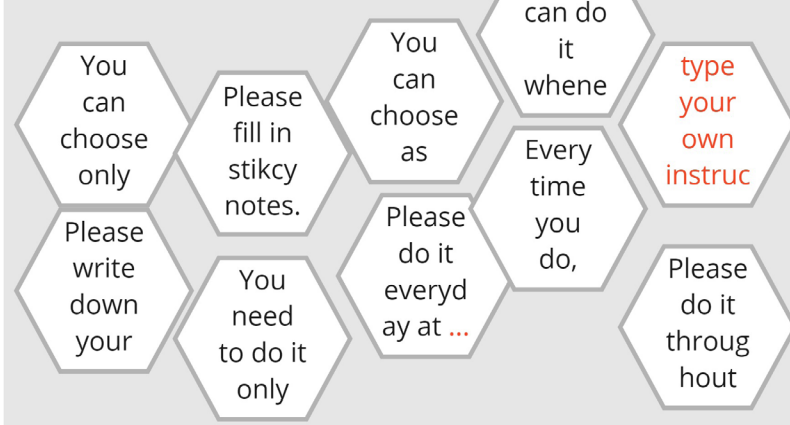 You
can
choose
only
Please
fill in
stikcy
notes.
You
can
choose
as
can do
it
whene
type
your
own
instruc
Please
write
down
your
You
need
to do it
only
Please
do it
everyd
ay at ...
Every
time
you
do,
Please
do it
throug
hout